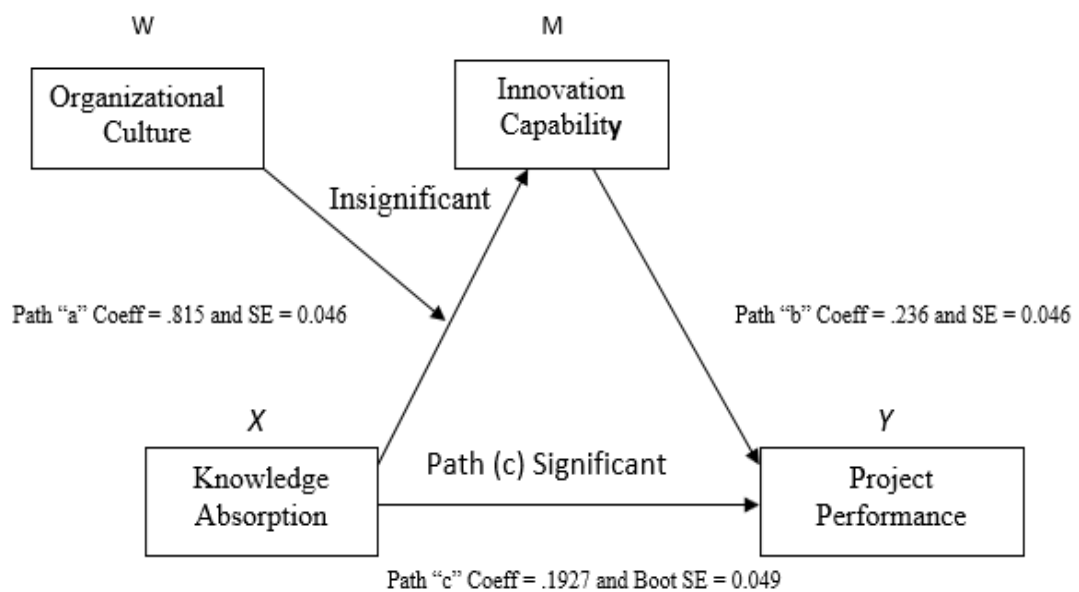 W
M
Organizational
Culture
Innovation
Capability
Insignificant
Path “a” Coeff = .815 and SE = 0.046
Path “b” Coeff = .236 and SE = 0.046
X
Y
Knowledge
Absorption
Path (c) Significant
Project
Performance
Path “c” Coeff = .1927 and Boot SE = 0.049